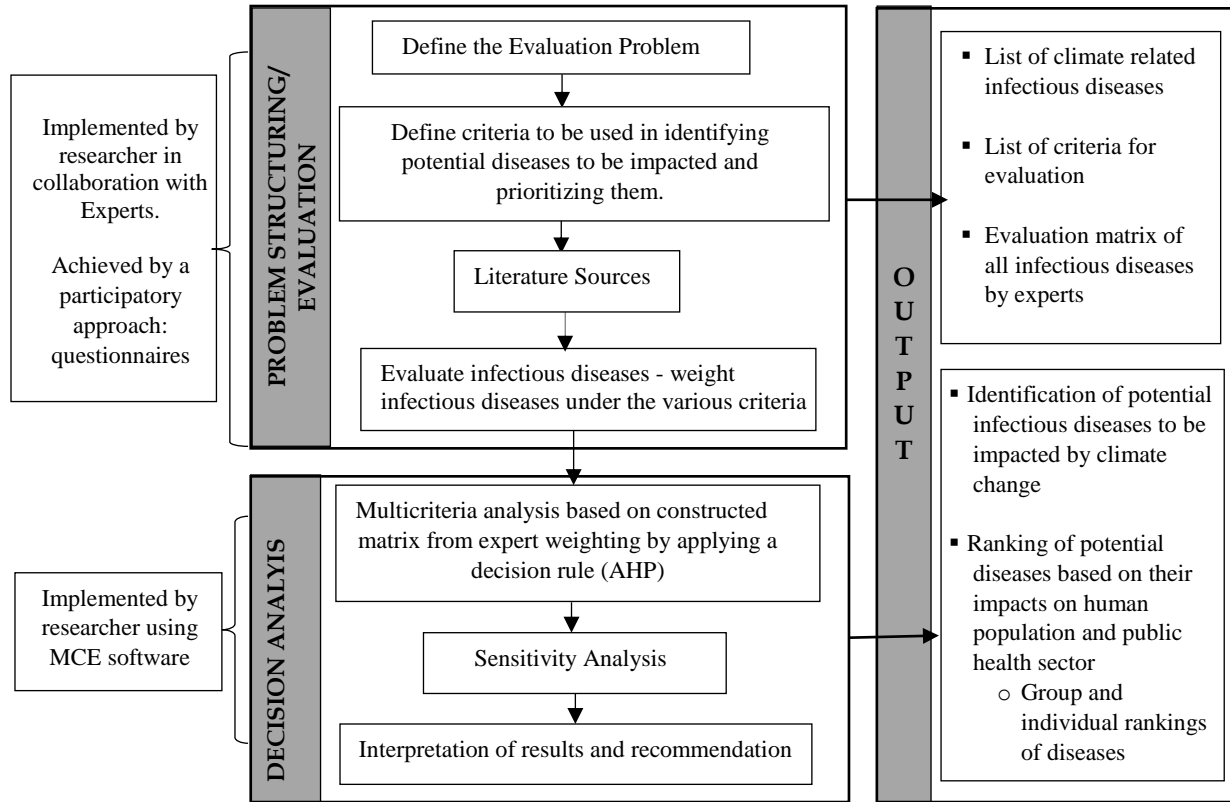 Implemented by
researcher in
collaboration with
Experts.
Achieved by a
participatory
approach:
questionnaires
PROBLEM STRUCTURING/
EVALUATION
Define the Evaluation Problem
Define criteria to be used in identifying
potential diseases to be impacted and
prioritizing them.
Literature Sources
Evaluate infectious diseases - weight
infectious diseases under the various criteria
Implemented by
researcher using
MCE software
DECISION ANALYIS
Multicriteria analysis based on constructed
matrix from expert weighting by applying a
decision rule (AHP)
Sensitivity Analysis
Interpretation of results and recommendation
O
U
T
P
U
T
▪ List of climate related
infectious diseases
▪ List of criteria for
evaluation
▪ Evaluation matrix of
all infectious diseases
by experts
▪ Identification of potential
infectious diseases to be
impacted by climate
change
▪ Ranking of potential
diseases based on their
impacts on human
population and public
health sector
o Group and
individual rankings
of diseases